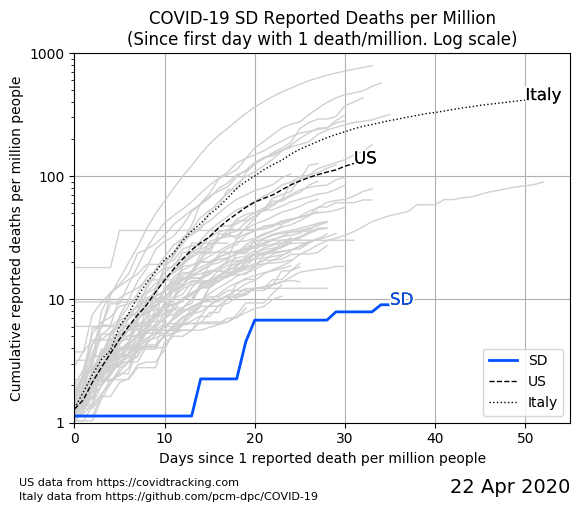 COVID-19 SD Reported Deaths per Million
(Since first day with 1 death/million. Log scale)
Cumulative reported deaths per million people
1000
100
10
1
Italy
US
SD
SD
US
Italy
0
10
20
30
40
50
Days since 1 reported death per million people
US data from https://covidtracking.com
Italy data from https://github.com/pcm-dpc/COVID-19
22 Apr 2020